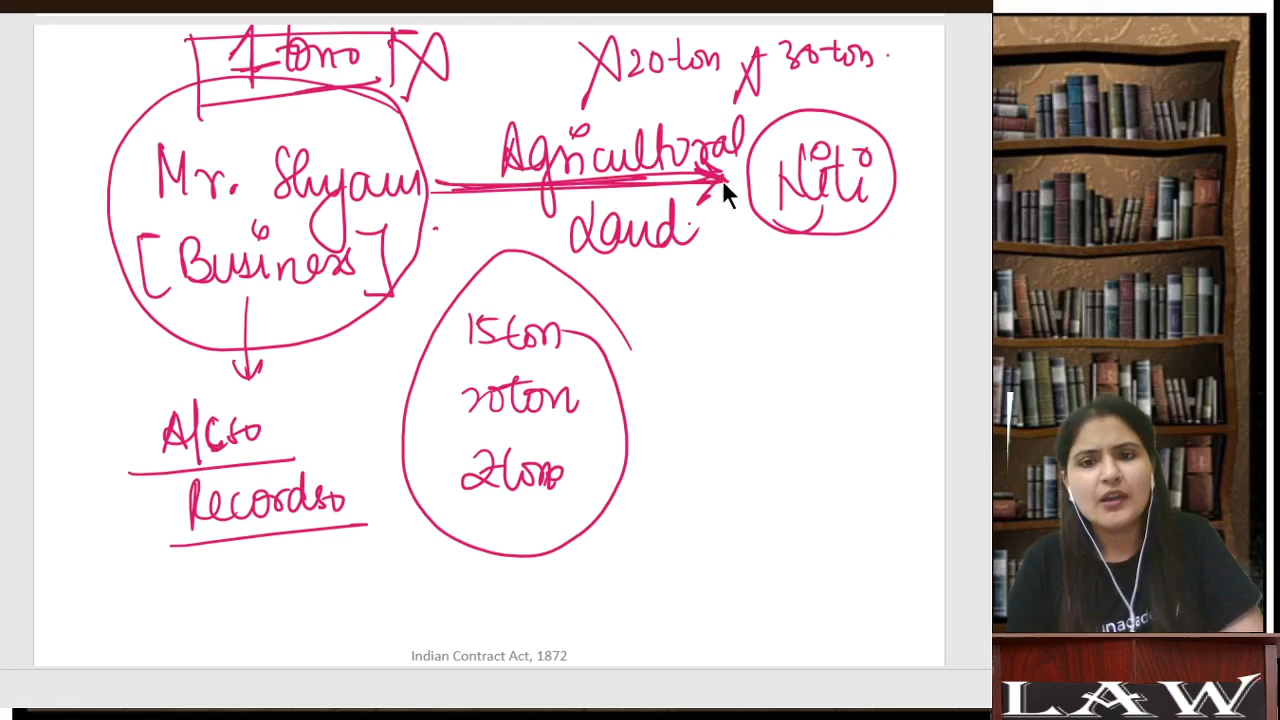 1 ton
20 ton
30 ton.
Mr. Shyam
[Business]
Agricultural
Land.
Niti
15 ton
20 ton
2 ton
A/cs
Records
Indian Contract Act, 1872
LAW